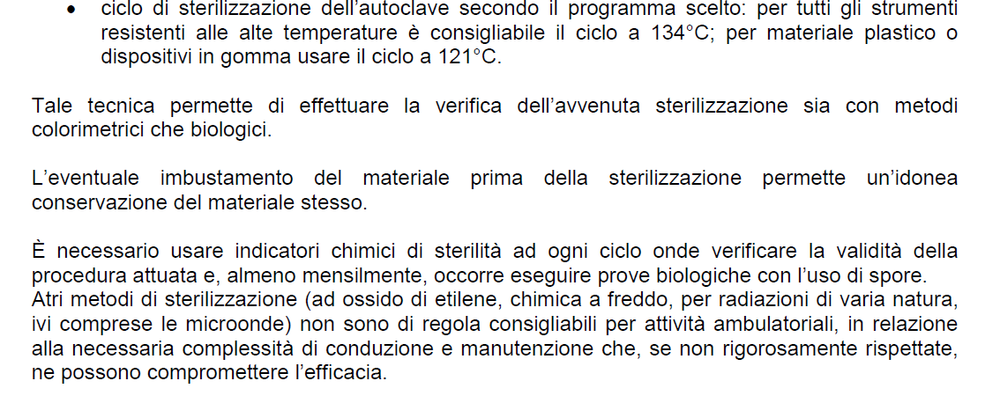 • ciclo di sterilizzazione dell'autoclave secondo il programma scelto: per tutti gli strumenti
resistenti alle alte temperature è consigliabile il ciclo a 134°C; per materiale plastico o
dispositivi in gomma usare il ciclo a 121°C.
Tale tecnica permette di effettuare la verifica dell'avvenuta sterilizzazione sia con metodi
colorimetrici che biologici.
L'eventuale imbustamento del materiale prima della sterilizzazione permette un'idonea
conservazione del materiale stesso.
È necessario usare indicatori chimici di sterilità ad ogni ciclo onde verificare la validità della
procedura attuata e, almeno mensilmente, occorre eseguire prove biologiche con l'uso di spore.
Atri metodi di sterilizzazione (ad ossido di etilene, chimica a freddo, per radiazioni di varia natura,
ivi comprese le microonde) non sono di regola consigliabili per attività ambulatoriali, in relazione
alla necessaria complessità di conduzione e manutenzione che, se non rigorosamente rispettate,
ne possono compromettere l'efficacia.